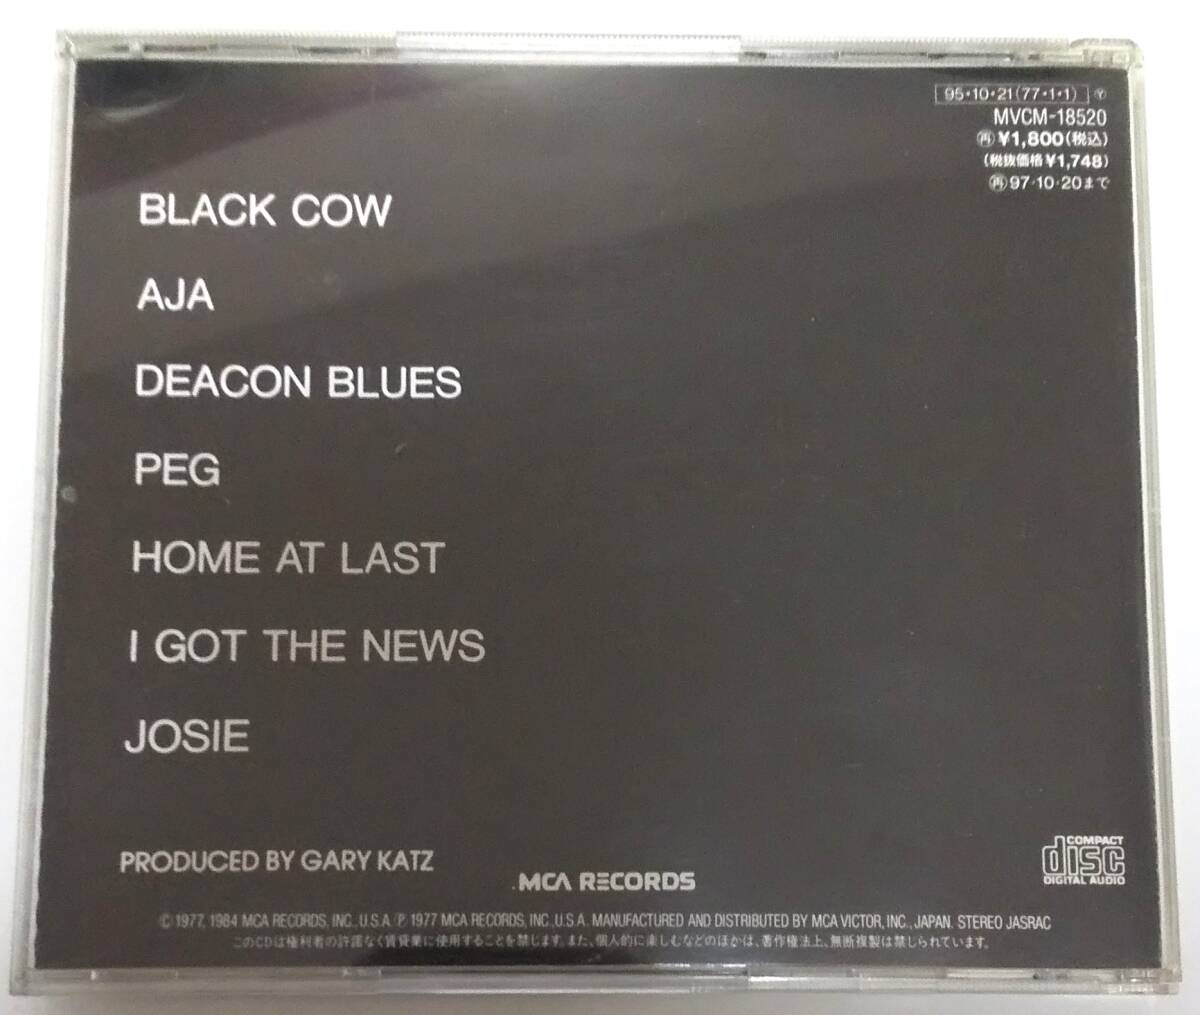 95・10・21(77・1・1) Ⓨ
MVCM-18520
㊢¥1,800(税込)
(税抜価格¥1,748)
97・10・20まで
BLACK COW
AJA
DEACON BLUES
PEG
HOME AT LAST
I GOT THE NEWS
JOSIE
PRODUCED BY GARY KATZ
MCA RECORDS
COMPACT
disc
DIGITAL AUDIO
© 1977, 1984 MCA RECORDS, INC., U.S.A. Ⓟ 1977 MCA RECORDS, INC., U.S.A. MANUFACTURED AND DISTRIBUTED BY MCA VICTOR, INC., JAPAN. STEREO JASRAC
このCDは権利者の許諾なく賃貸業に使用することを禁じます。また、個人的に楽しむなどのほかは、著作権法上、無断複製は禁じられています。